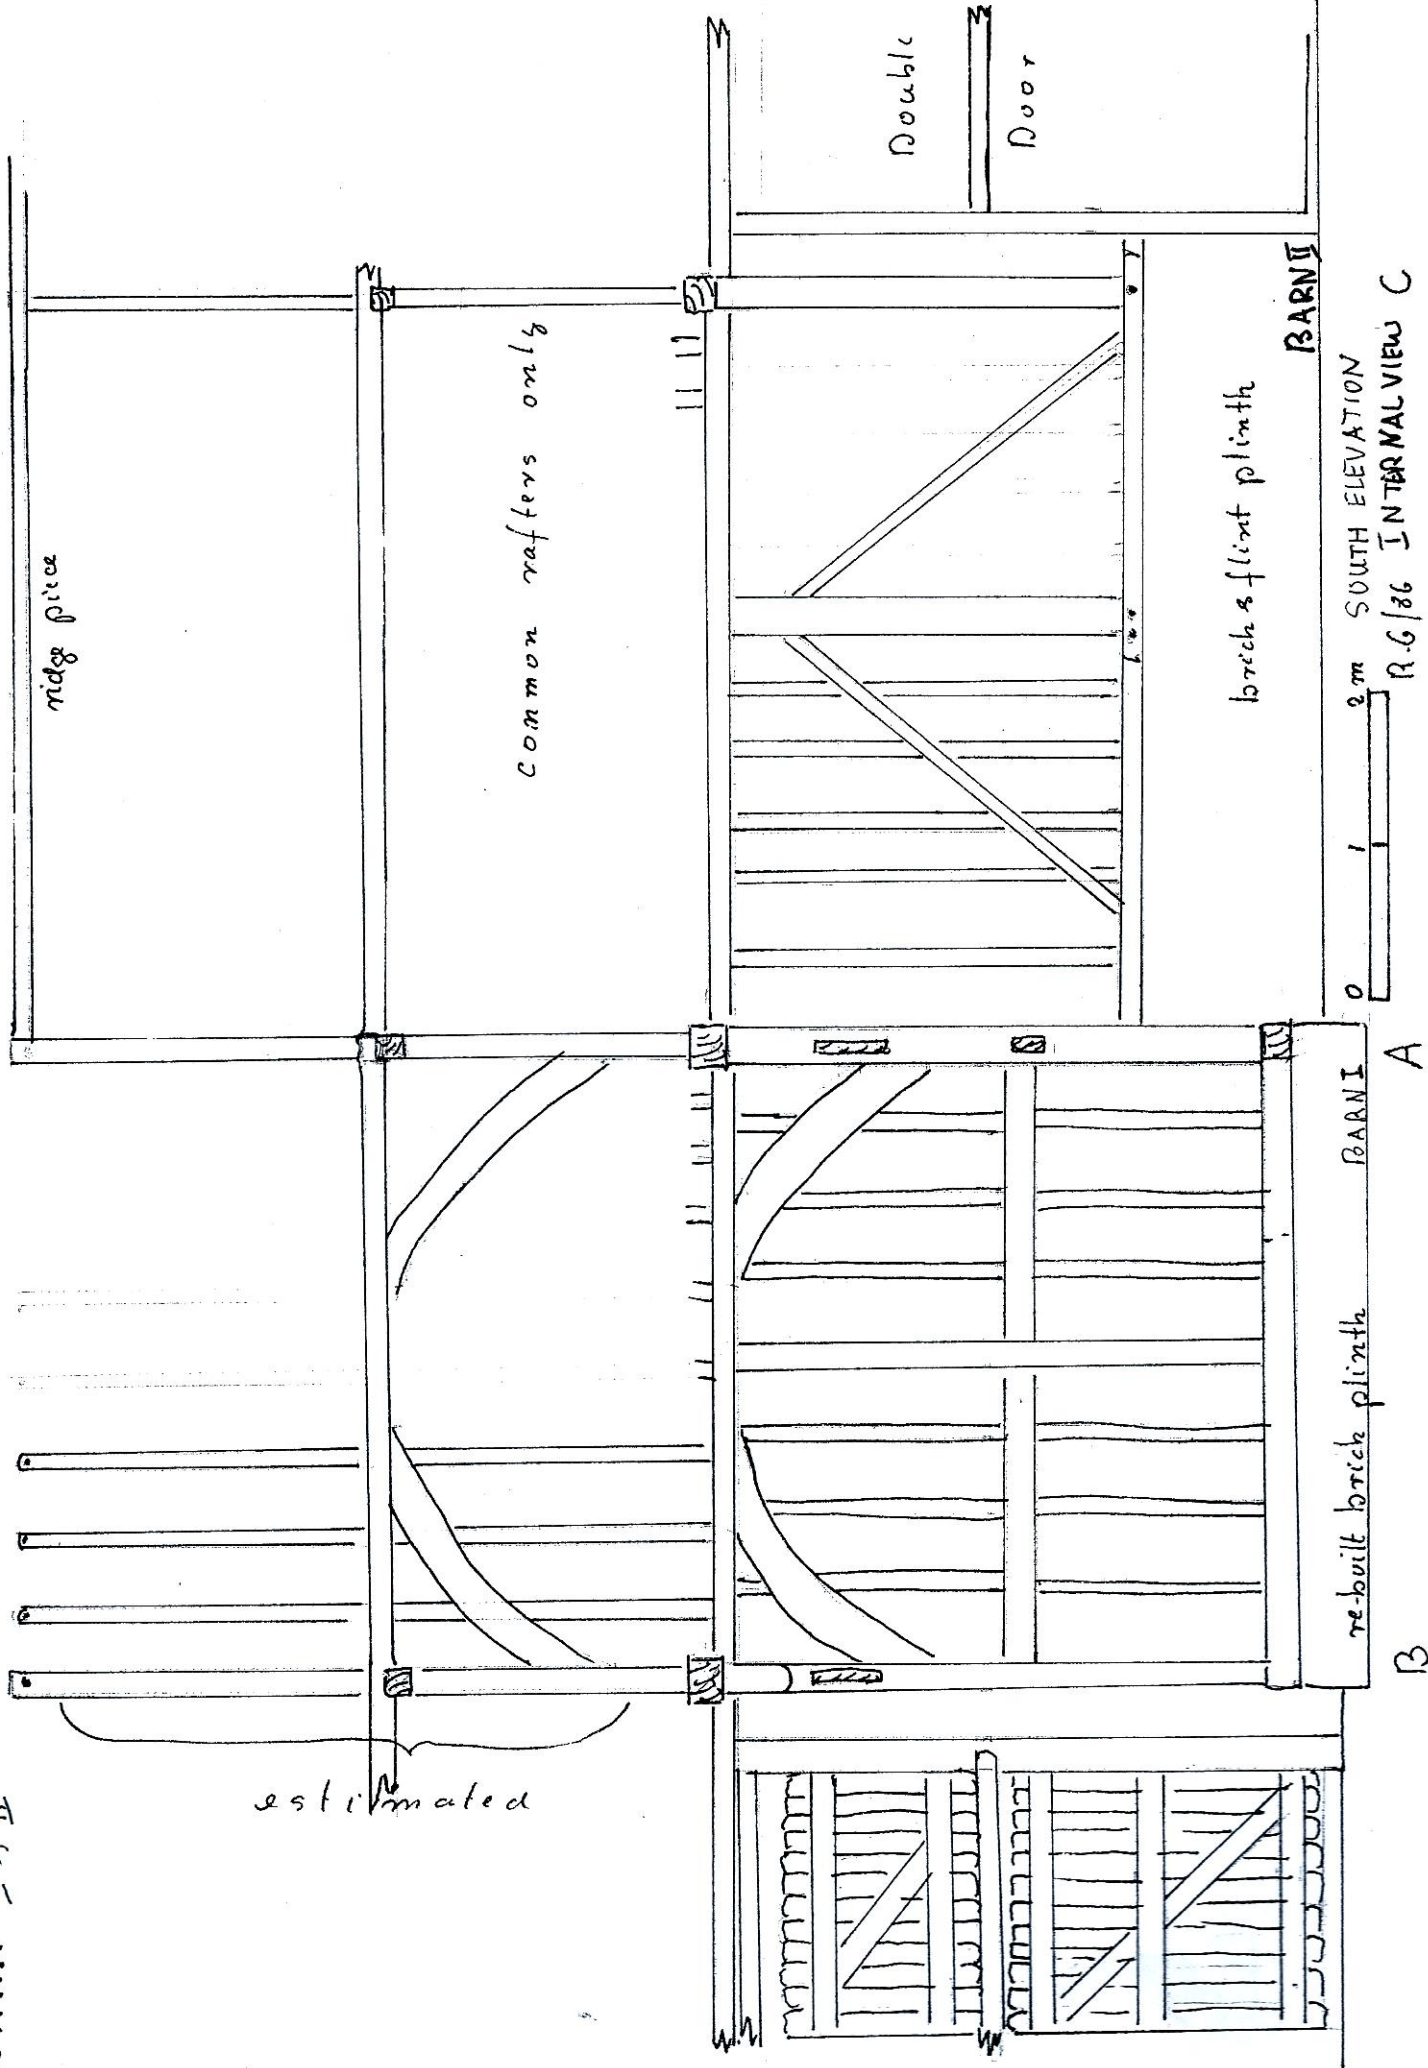 I & II
ridge piece
common rafters only
estimated
Double
Door
brick & flint plinth
BARN II
re-built brick plinth
BARN I
0 1 2m
SOUTH ELEVATION
R.G/86 INTERNAL VIEW
B
A
C